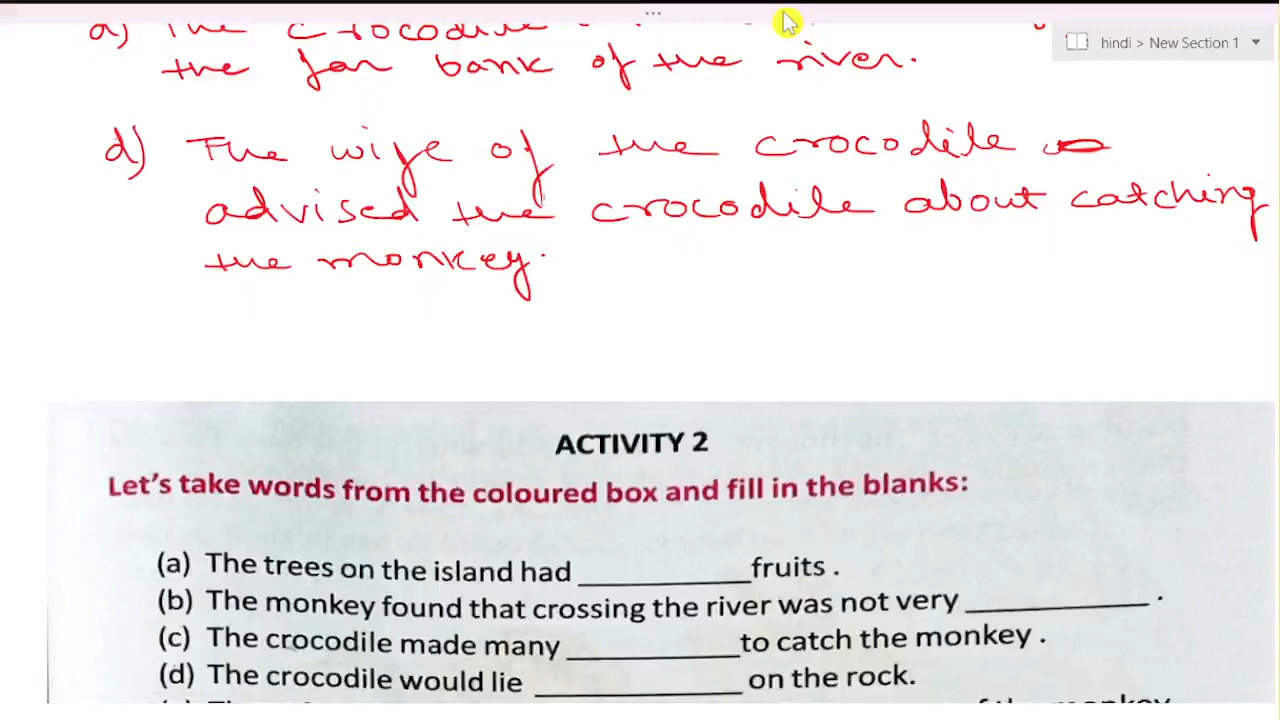 a) The crocodile
the far bank of the river.
hindi > New Section 1
d) The wife of the crocodile
advised the crocodile about catching
the monkey.
ACTIVITY 2
Let's take words from the coloured box and fill in the blanks:
(a) The trees on the island had ____________ fruits .
(b) The monkey found that crossing the river was not very ____________ .
(c) The crocodile made many ____________ to catch the monkey .
(d) The crocodile would lie ____________ on the rock.